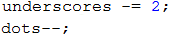 underscores -= 2;
dots--;